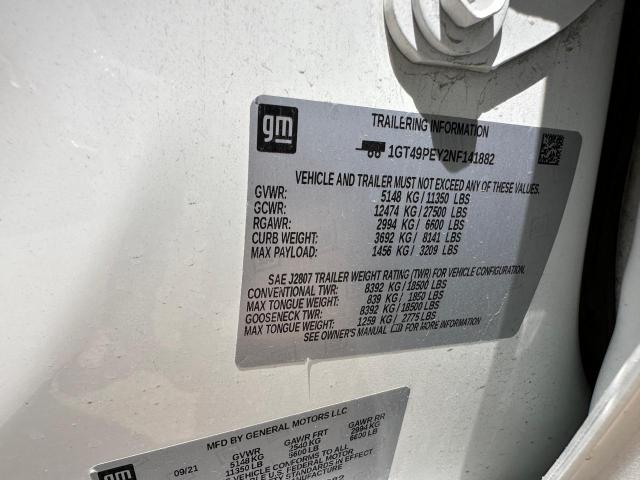 gm
TRAILERING INFORMATION
1GT49PEY2NF141882
VEHICLE AND TRAILER MUST NOT EXCEED ANY OF THESE VALUES.
GVWR: 5148 KG / 11350 LBS
GCWR: 12474 KG / 27500 LBS
RGAWR: 2994 KG / 6600 LBS
CURB WEIGHT: 3692 KG / 8141 LBS
MAX PAYLOAD: 1456 KG / 3209 LBS
SAE J2807 TRAILER WEIGHT RATING (TWR) FOR VEHICLE CONFIGURATION.
CONVENTIONAL TWR: 8392 KG / 18500 LBS
MAX TONGUE WEIGHT: 839 KG / 1850 LBS
GOOSENECK TWR: 8392 KG / 18500 LBS
MAX TONGUE WEIGHT: 1259 KG / 2775 LBS
SEE OWNER'S MANUAL FOR MORE INFORMATION
MFD BY GENERAL MOTORS LLC
09/21 GVWR GAWR FRT GAWR RR
5148 KG 2540 KG 2994 KG
11350 LB 5600 LB 6600 LB
gm